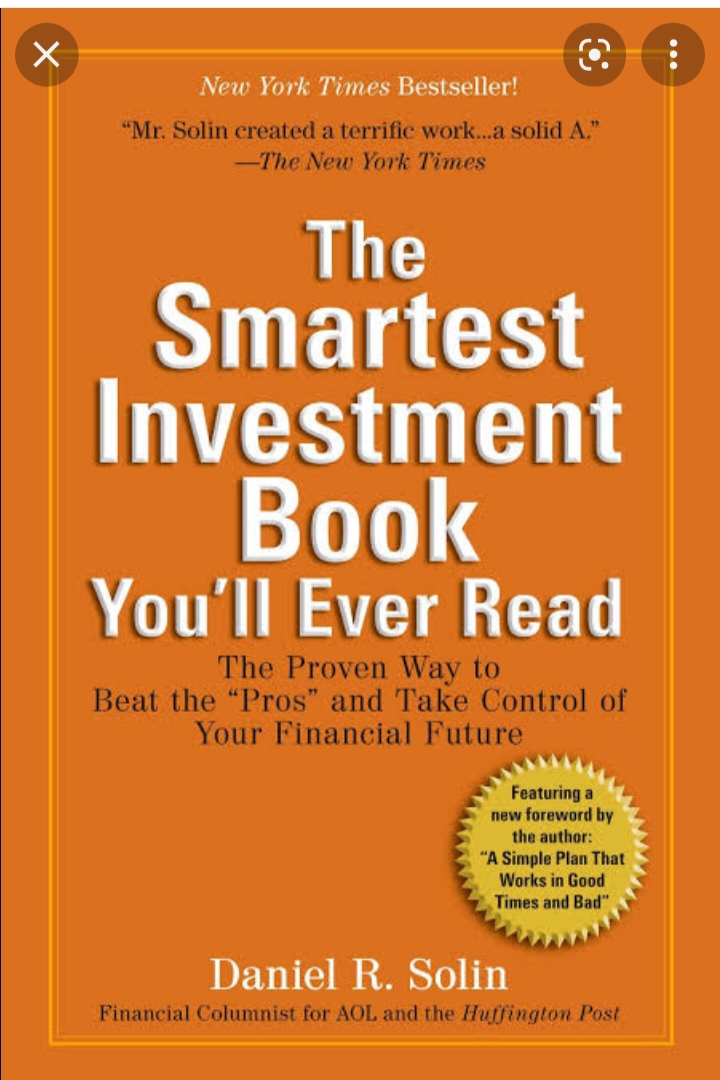 New York Times Bestseller!
“Mr. Solin created a terrific work...a solid A.”
—The New York Times
The
Smartest
Investment
Book
You’ll Ever Read
The Proven Way to
Beat the “Pros” and Take Control of
Your Financial Future
Featuring a
new foreword by
the author:
“A Simple Plan That
Works in Good
Times and Bad”
Daniel R. Solin
Financial Columnist for AOL and the Huffington Post